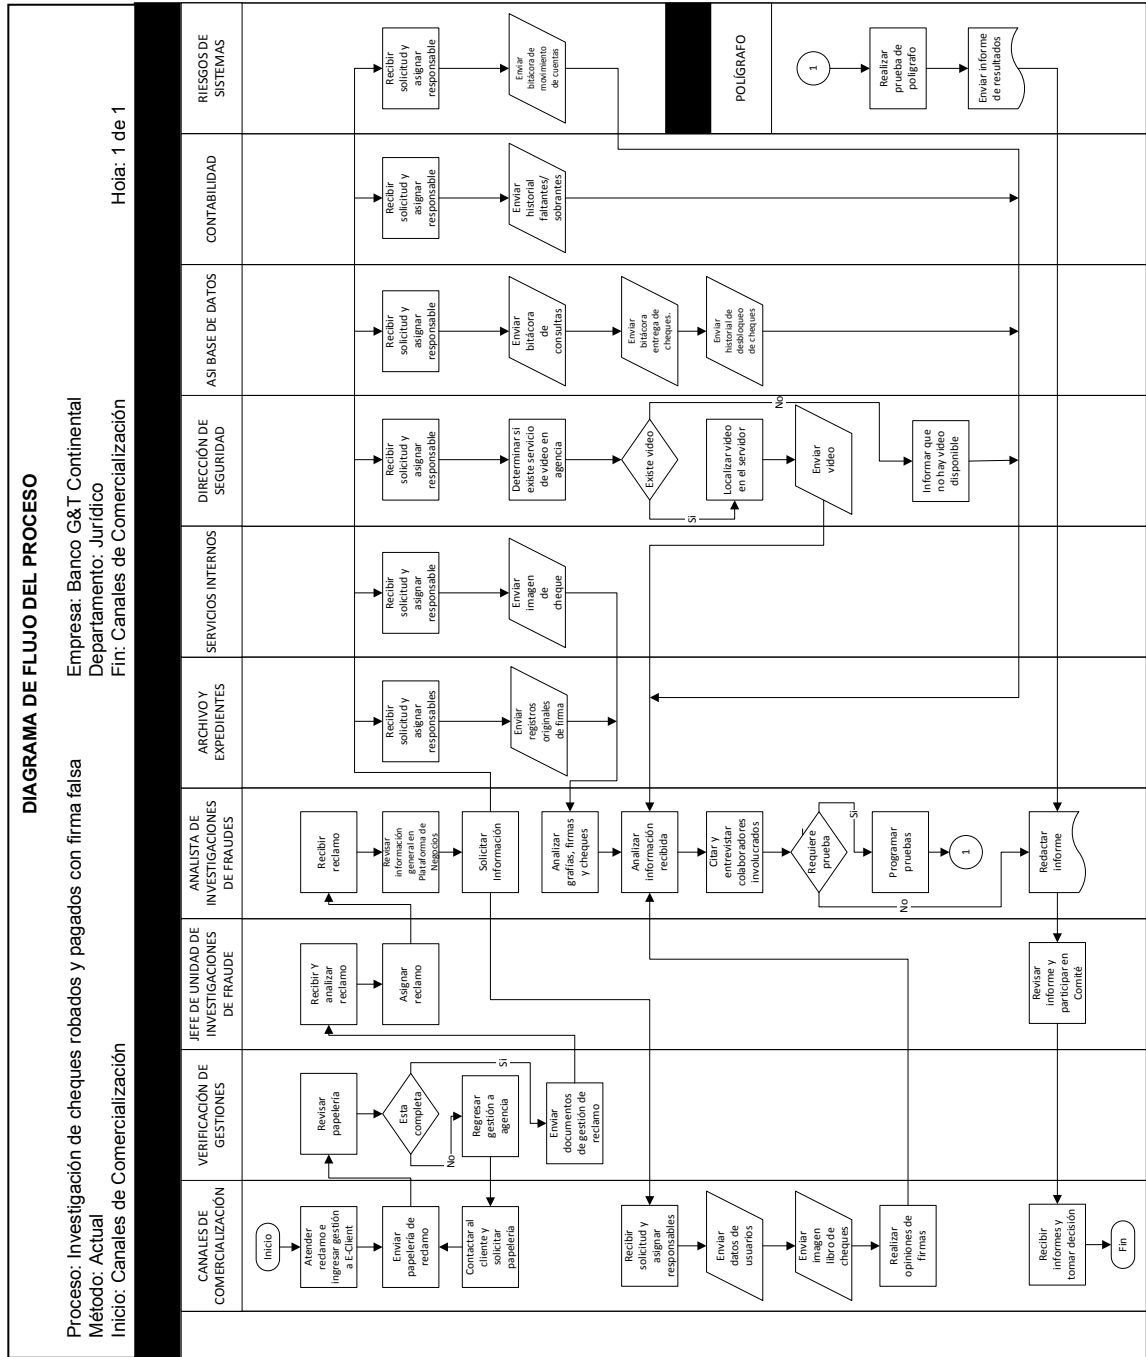 DIAGRAMA DE FLUJO DEL PROCESO
Proceso: Investigación de cheques robados y pagados con firma falsa
Empresa: Banco G&T Continental
Método: Actual
Departamento: Jurídico
Inicio: Canales de Comercialización
Fin: Canales de Comercialización
Hoja: 1 de 1
CANALES DE
COMERCIALIZACIÓN
VERIFICACIÓN DE
GESTIONES
JEFE DE UNIDAD DE
INVESTIGACIONES
DE FRAUDE
ANALISTA DE
INVESTIGACIONES
DE FRAUDES
ARCHIVO Y
EXPEDIENTES
SERVICIOS INTERNOS
DIRECCIÓN DE
SEGURIDAD
ASI BASE DE DATOS
CONTABILIDAD
RIESGOS DE
SISTEMAS
Inicio
Atender
reclamo e
ingresar gestión
a E-Client
Enviar
papelería de
reclamo
Contactar al
cliente y
solicitar
papelería
Recibir
solicitud y
asignar
responsables
Enviar
datos de
usuarios
Enviar
imagen
libro de
cheques
Realizar
opiniones de
firmas
Recibir
informes y
tomar decisión
Fin
Revisar
papelería
Esta
completa
No
Si
Regresar
gestión a
agencia
Enviar
documentos
de gestión de
reclamo
Recibir Y
analizar
reclamo
Asignar
reclamo
Revisar
informe y
participar en
Comité
Recibir
reclamo
Revisar
información
general en
Plataforma de
Negocios
Solicitar
Información
Analizar
grafías, firmas
y cheques
Analizar
Información
recibida
Citar y
entrevistar
colaboradores
involucrados
Requiere
prueba
Si
No
Programar
pruebas
1
Redactar
informe
Recibir
solicitud y
asignar
responsables
Enviar
registros
originales
de firma
Recibir
solicitud y
asignar
responsable
Enviar
imagen
de
cheque
Recibir
solicitud y
asignar
responsable
Determinar si
existe servicio
de video en
agencia
Existe video
Si
No
Localizar video
en el servidor
Enviar
video
Informar que
no hay video
disponible
Recibir
solicitud y
asignar
responsable
Enviar
bitácora
de
consultas
Enviar
bitácora
entrega de
cheques.
Enviar
historial de
desbloqueo
de cheques
Recibir
solicitud y
asignar
responsable
Enviar
historial
faltantes/
sobrantes
Recibir
solicitud y
asignar
responsable
Enviar
bitácora de
movimiento
de cuentas
POLÍGRAFO
1
Realizar
prueba de
polígrafo
Enviar informe
de resultados